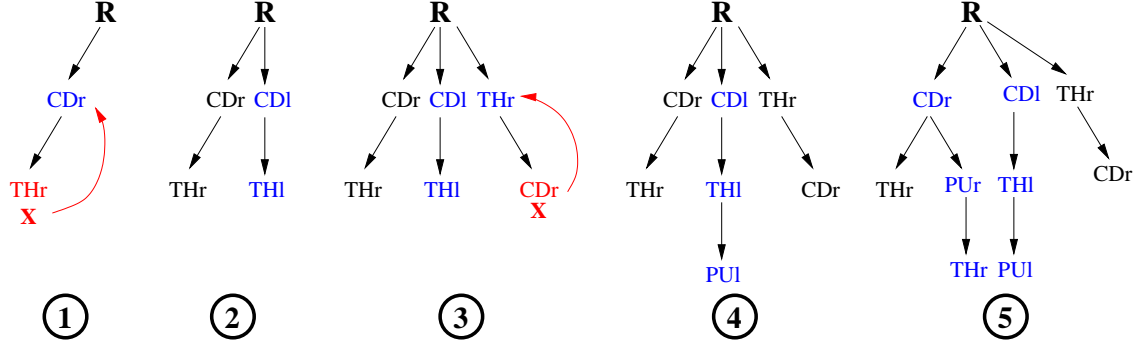 R R R R R
CDr CDr CDl CDr CDl THr CDr CDl THr CDr CDl THr
THr THr THl THr THl CDr THr THl CDr THr PUr THl CDr
X X
PUl THr PUl
1 2 3 4 5